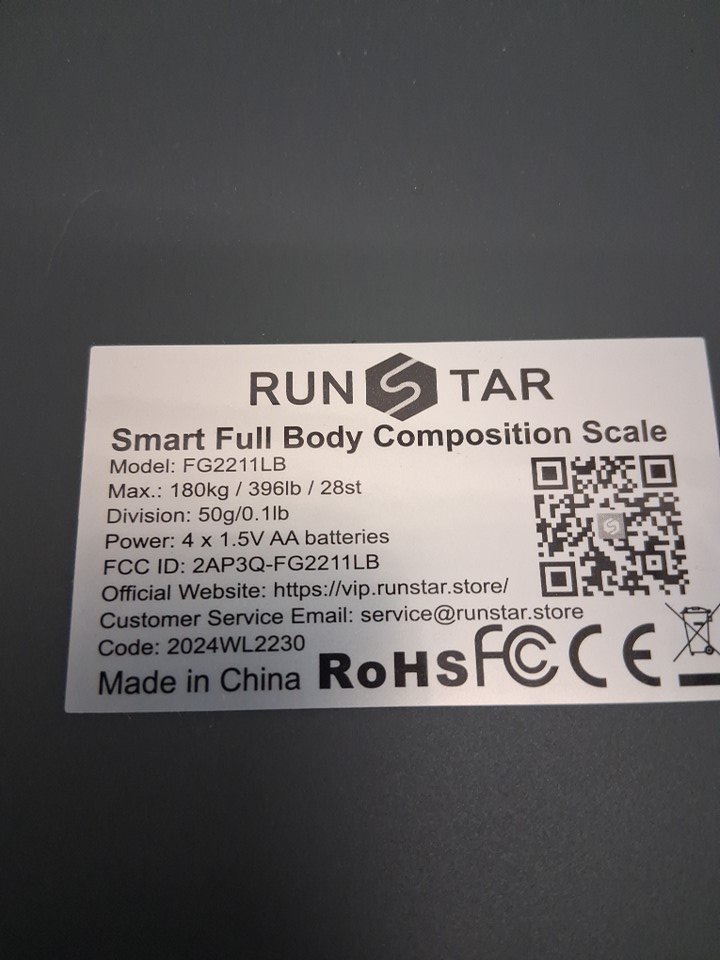 RUNSTAR
Smart Full Body Composition Scale
Model: FG2211LB
Max.: 180kg / 396lb / 28st
Division: 50g/0.1lb
Power: 4 x 1.5V AA batteries
FCC ID: 2AP3Q-FG2211LB
Official Website: https://vip.runstar.store/
Customer Service Email: service@runstar.store
Code: 2024WL2230
Made in China RoHS FC CE